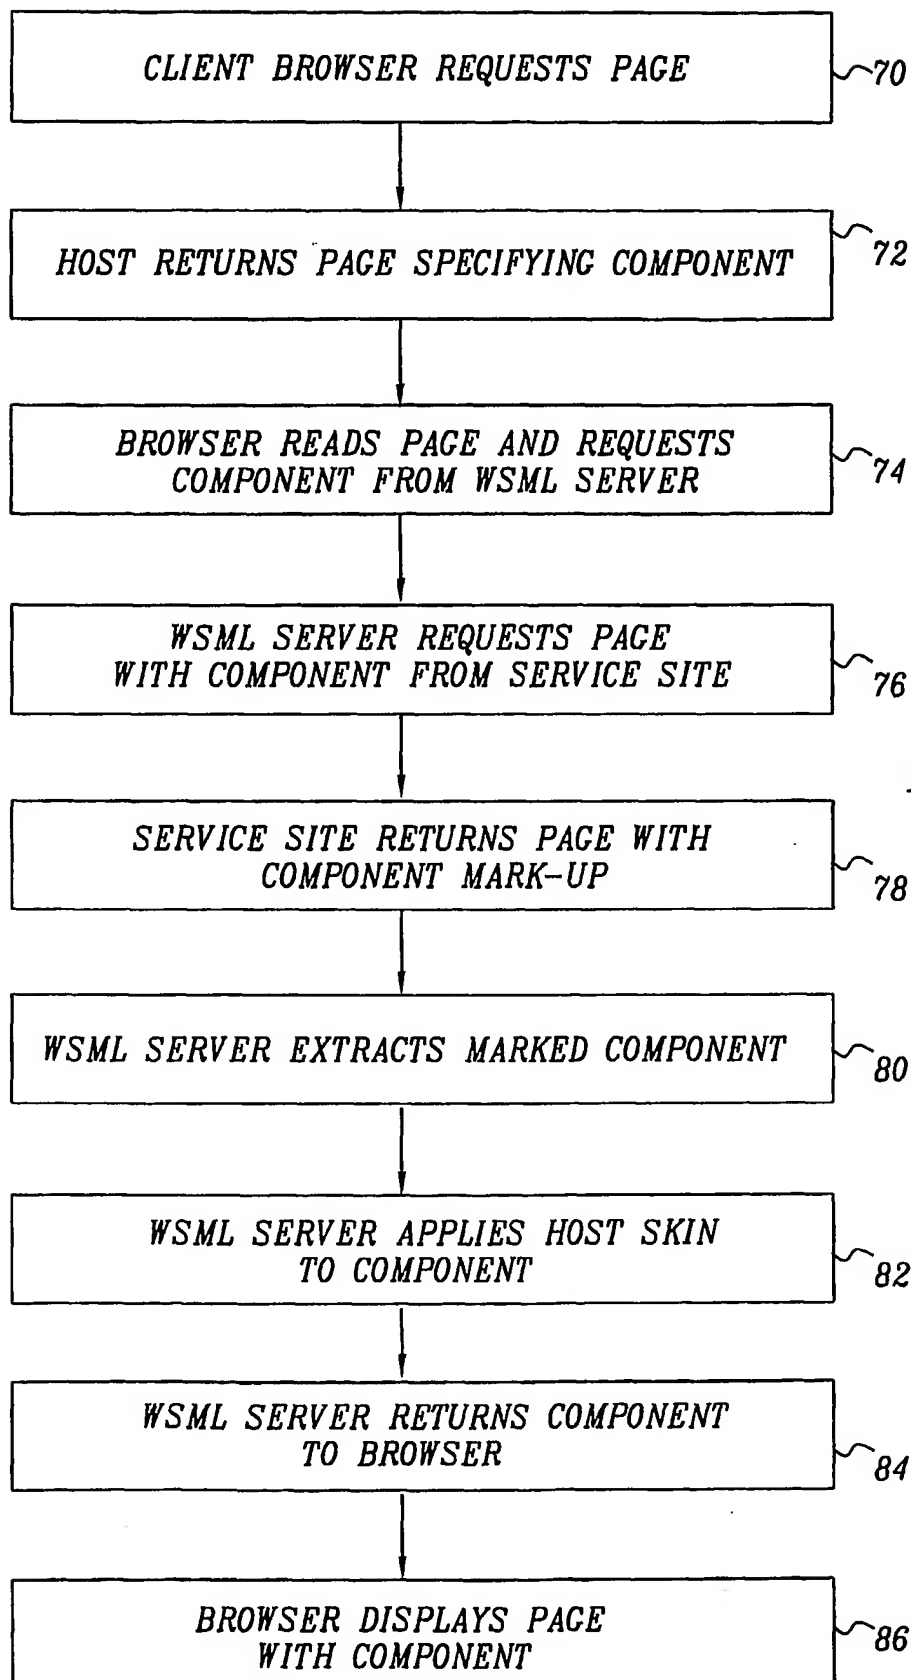 CLIENT BROWSER REQUESTS PAGE
70
HOST RETURNS PAGE SPECIFYING COMPONENT
72
BROWSER READS PAGE AND REQUESTS
COMPONENT FROM WSML SERVER
74
WSML SERVER REQUESTS PAGE
WITH COMPONENT FROM SERVICE SITE
76
SERVICE SITE RETURNS PAGE WITH
COMPONENT MARK-UP
78
WSML SERVER EXTRACTS MARKED COMPONENT
80
WSML SERVER APPLIES HOST SKIN
TO COMPONENT
82
WSML SERVER RETURNS COMPONENT
TO BROWSER
84
BROWSER DISPLAYS PAGE
WITH COMPONENT
86